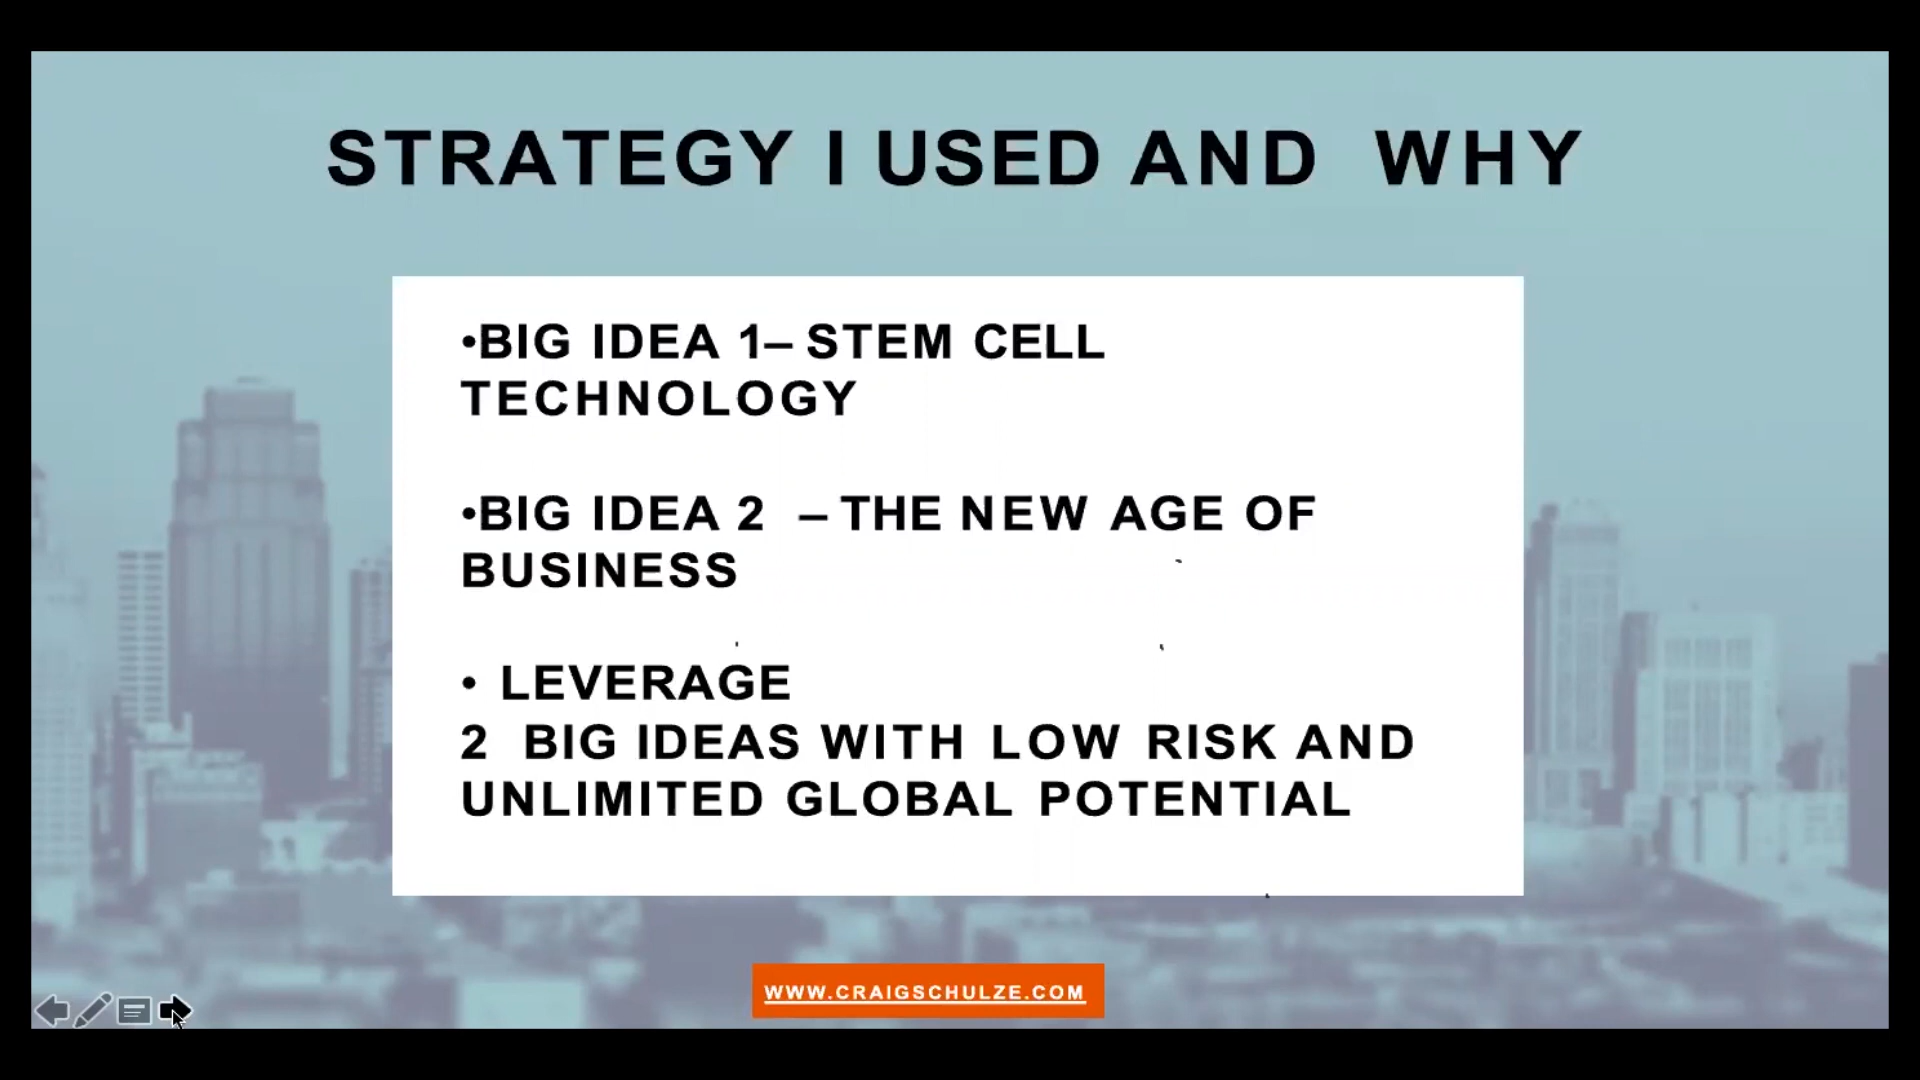 STRATEGY I USED AND WHY
•BIG IDEA 1– STEM CELL
TECHNOLOGY
•BIG IDEA 2 – THE NEW AGE OF
BUSINESS
• LEVERAGE
2 BIG IDEAS WITH LOW RISK AND
UNLIMITED GLOBAL POTENTIAL
WWW.CRAIGSCHULZE.COM